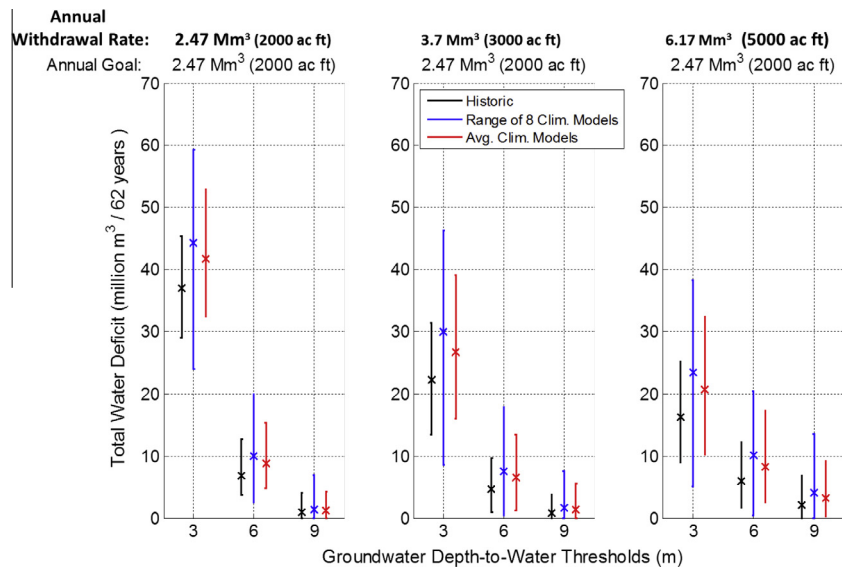 Annual
Withdrawal Rate: 2.47 Mm³ (2000 ac ft) 3.7 Mm³ (3000 ac ft) 6.17 Mm³ (5000 ac ft)
Annual Goal: 2.47 Mm³ (2000 ac ft) 2.47 Mm³ (2000 ac ft) 2.47 Mm³ (2000 ac ft)
Historic
Range of 8 Clim. Models
Avg. Clim. Models
Total Water Deficit (million m³ / 62 years)
70 70 70
60 60 60
50 50 50
40 40 40
30 30 30
20 20 20
10 10 10
0 0 0
3 6 9 3 6 9 3 6 9
Groundwater Depth-to-Water Thresholds (m)